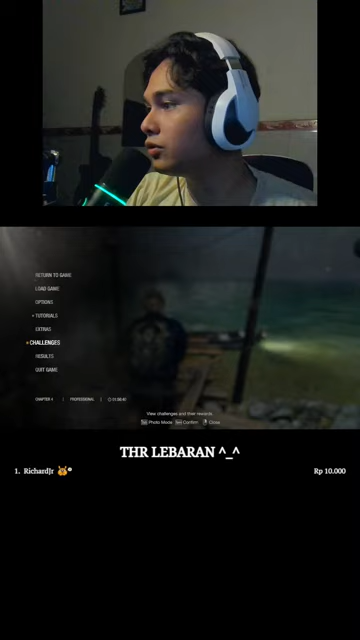 RETURN TO GAME
LOAD GAME
OPTIONS
TUTORIALS
EXTRAS
CHALLENGES
RESULTS
QUIT GAME
CHAPTER 4 | PROFESSIONAL
View challenges and their rewards.
Photo Mode Confirm Close
THR LEBARAN ^_^
1. RichardJr Rp 10.000